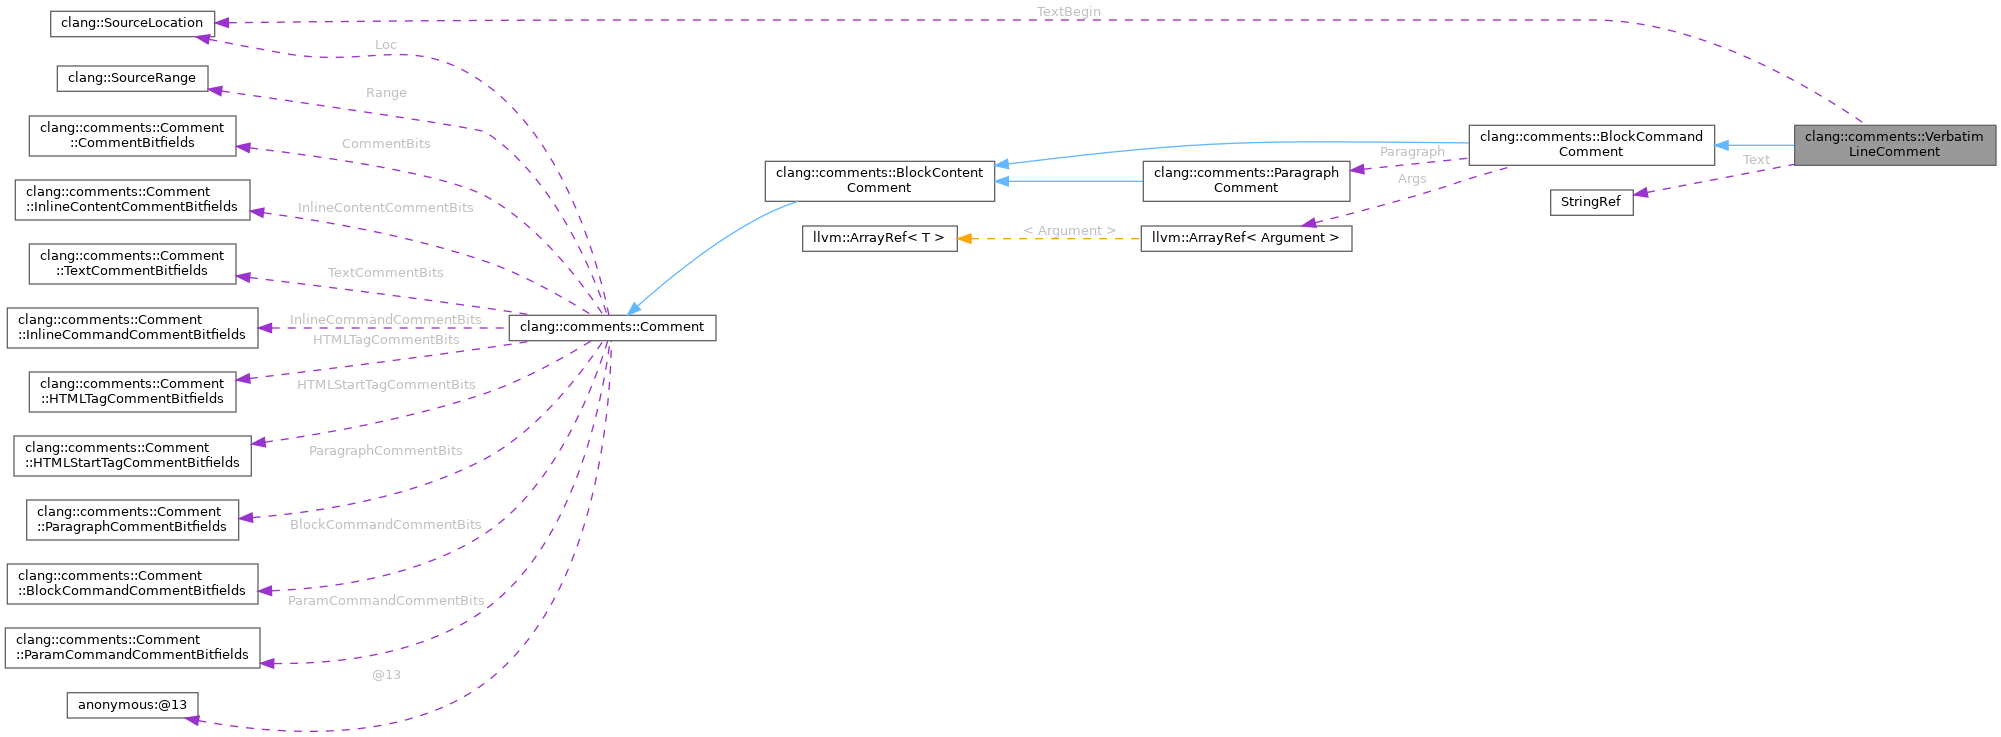 clang::SourceLocation
TextBegin
Loc
clang::SourceRange
Range
clang::comments::Comment
::CommentBitfields
CommentBits
clang::comments::Comment
::InlineContentCommentBitfields
InlineContentCommentBits
clang::comments::Comment
::TextCommentBitfields
TextCommentBits
clang::comments::Comment
::InlineCommandCommentBitfields
InlineCommandCommentBits
clang::comments::Comment
::HTMLTagCommentBitfields
HTMLTagCommentBits
clang::comments::Comment
::HTMLStartTagCommentBitfields
HTMLStartTagCommentBits
clang::comments::Comment
::ParagraphCommentBitfields
ParagraphCommentBits
clang::comments::Comment
::BlockCommandCommentBitfields
BlockCommandCommentBits
clang::comments::Comment
::ParamCommandCommentBitfields
ParamCommandCommentBits
anonymous:@13
@13
clang::comments::Comment
clang::comments::BlockContent
Comment
llvm::ArrayRef< T >
< Argument >
clang::comments::Paragraph
Comment
llvm::ArrayRef< Argument >
Paragraph
Args
clang::comments::BlockCommand
Comment
StringRef
Text
clang::comments::Verbatim
LineComment